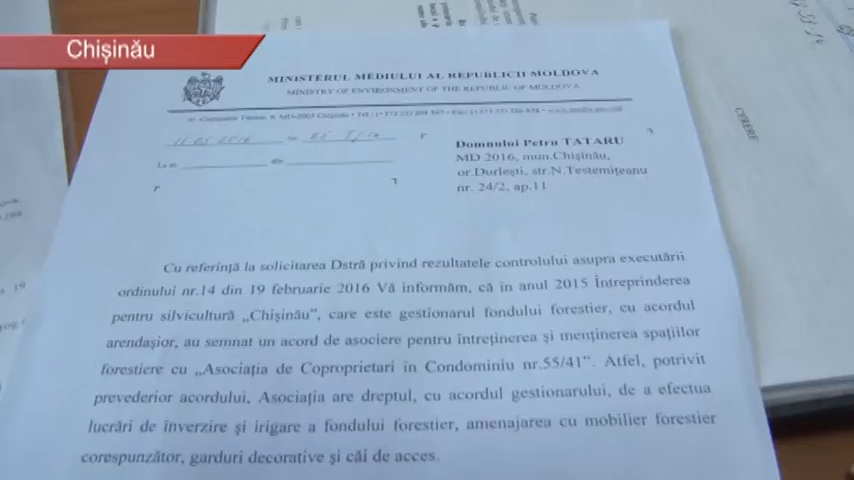 Chișinău
MINISTERUL MEDIULUI AL REPUBLICII MOLDOVA
MINISTRY OF ENVIRONMENT OF THE REPUBLIC OF MOLDOVA
Nr.
La nr. din
Domnului Petru TATARU
MD 2016, mun.Chișinău,
or.Durlești, str.N.Testemițeanu
nr. 24/2, ap.11
Cu referință la solicitarea Dstră privind rezultatele controlului asupra executării
ordinului nr.14 din 19 februarie 2016 Vă informăm, că în anul 2015 Întreprinderea
pentru silvicultură „Chișinău”, care este gestionarul fondului forestier, cu acordul
arendașior, au semnat un acord de asociere pentru întreținerea și menținerea spațiilor
forestiere cu „Asociația de Coproprietari în Condominiu nr.55/41”. Atfel, potrivit
prevederior acordului, Asociația are dreptul, cu acordul gestionarului, de a efectua
lucrări de înverzire și irigare a fondului forestier, amenajarea cu mobilier forestier
corespunzător, garduri decorative și căi de acces.
CERERE